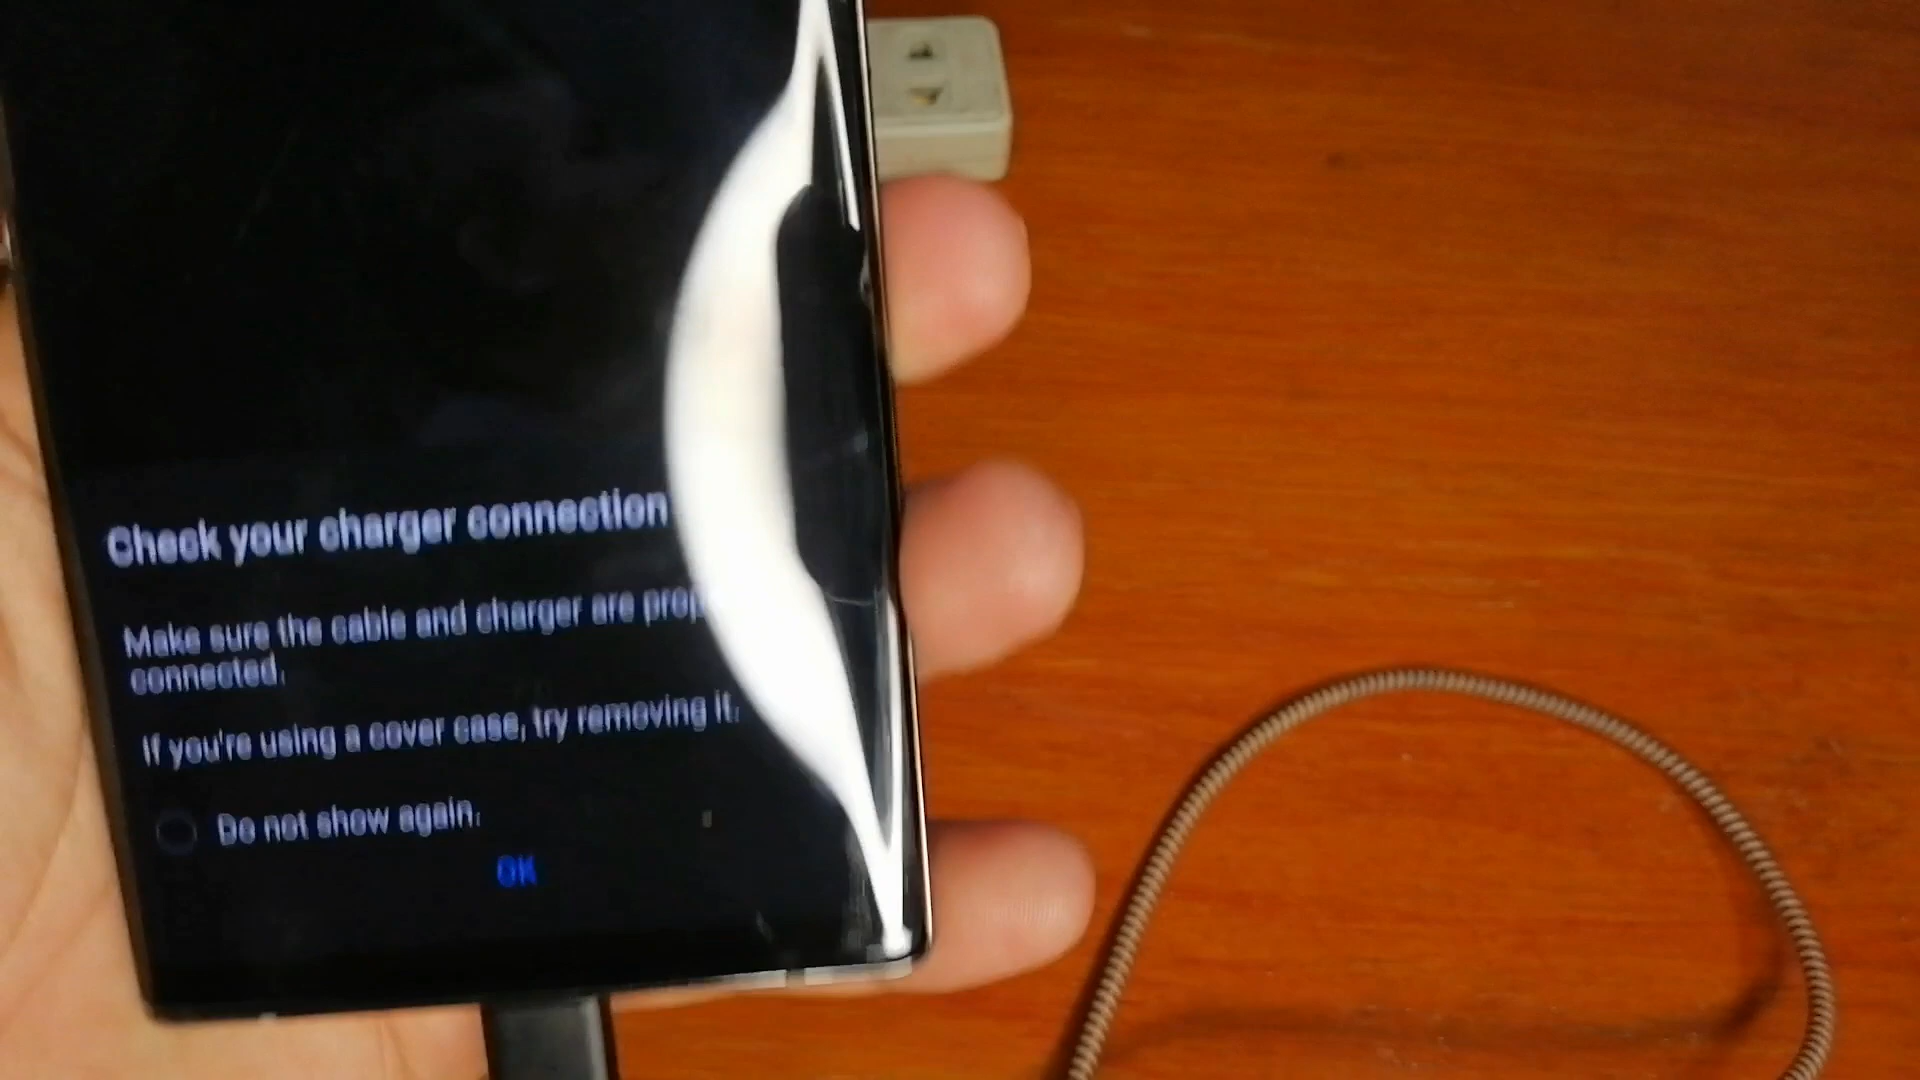 Check your charger connection
Make sure the cable and charger are
connected.
If you're using a cover case, try removing it.
Do not show again.
OK